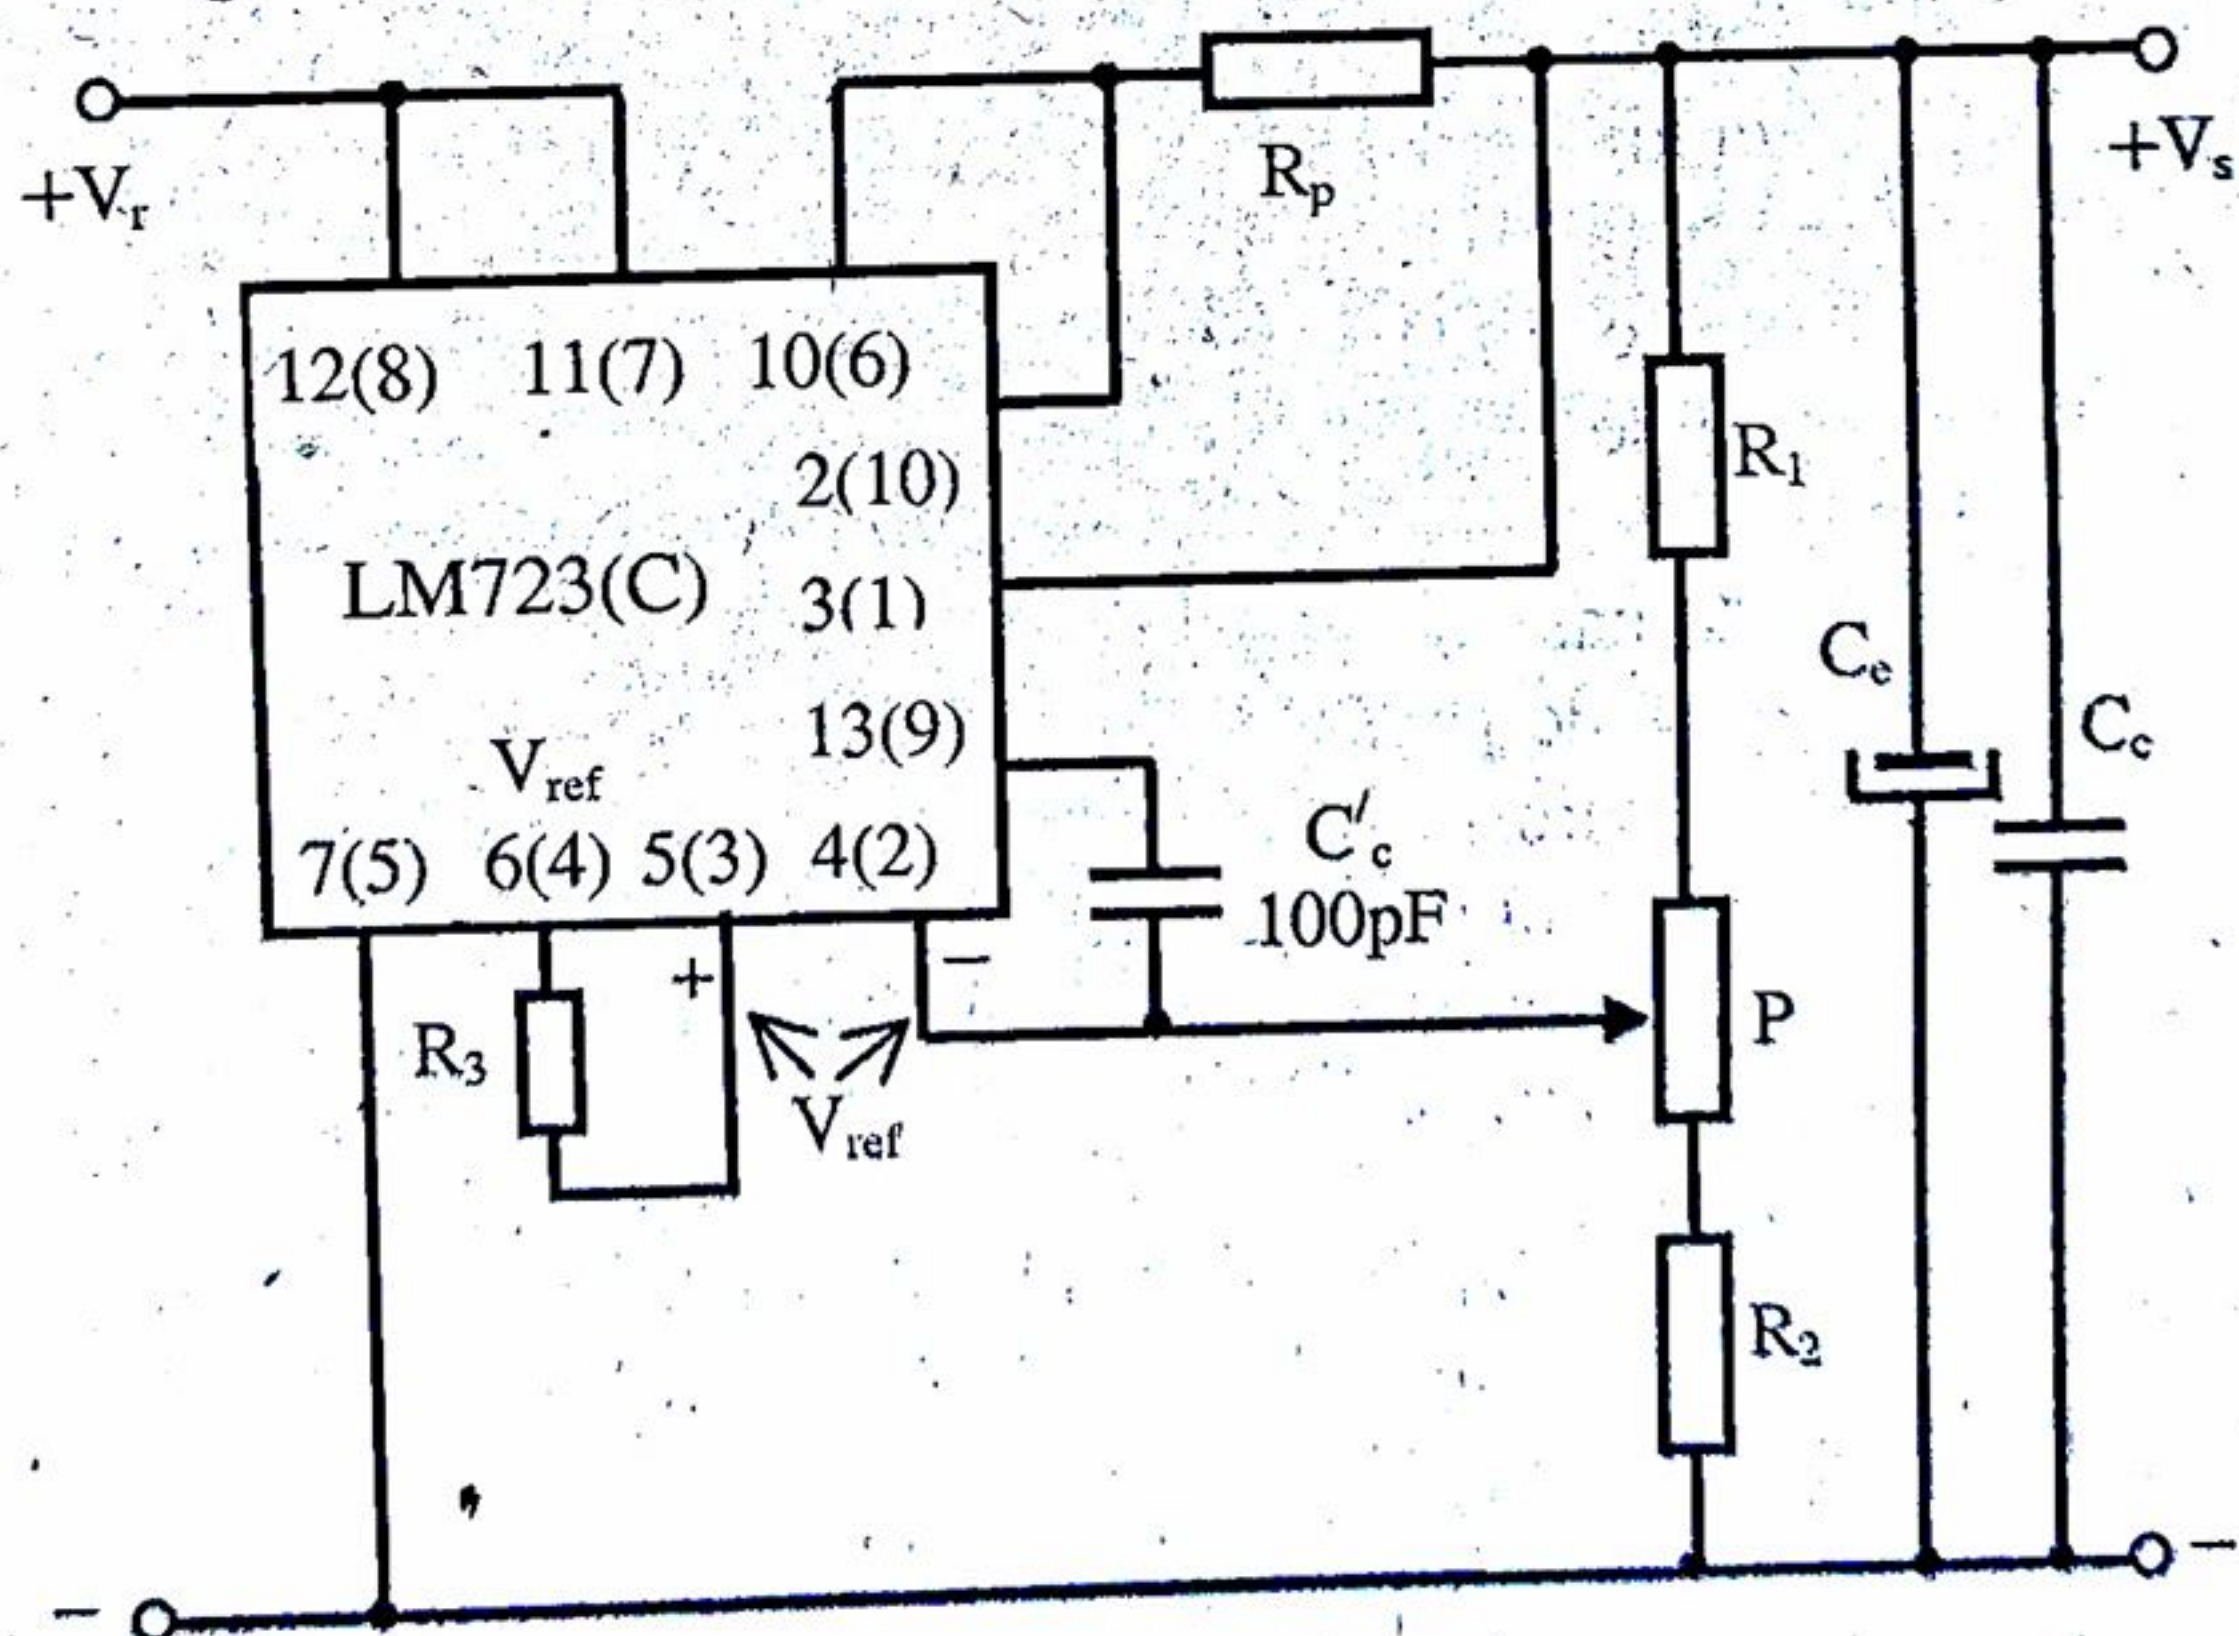 +Vr
Rp
+Vs
12(8) 11(7) 10(6)
2(10)
R1
LM723(C) 3(1)
Ce
13(9)
Cc
Vref
C′c
7(5) 6(4) 5(3) 4(2)
100pF
+ −
R3
P
Vref
R2
−
−